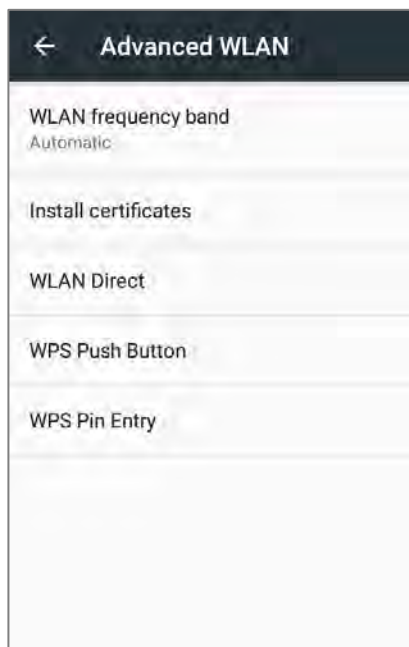 Advanced WLAN
WLAN frequency band
Automatic
Install certificates
WLAN Direct
WPS Push Button
WPS Pin Entry